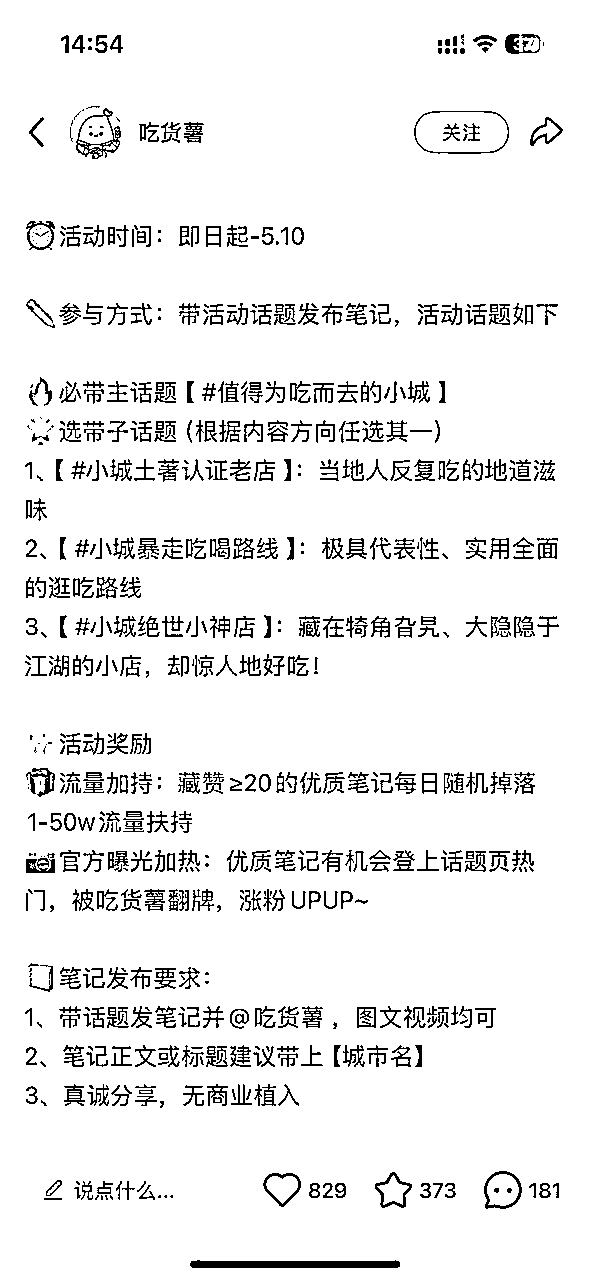 14:54
37
吃货薯
关注
活动时间：即日起-5.10
参与方式：带活动话题发布笔记，活动话题如下
必带主话题【 #值得为吃而去的小城 】
选带子话题（根据内容方向任选其一）
1、【 #小城土著认证老店 】：当地人反复吃的地道滋
味
2、【 #小城暴走吃喝路线 】：极具代表性、实用全面
的逛吃路线
3、【 #小城绝世小神店 】：藏在犄角旮旯、大隐隐于
江湖的小店，却惊人地好吃！
活动奖励
流量加持：藏赞≥20的优质笔记每日随机掉落
1-50w流量扶持
官方曝光加热：优质笔记有机会登上话题页热
门，被吃货薯翻牌，涨粉UPUP~
笔记发布要求：
1、带话题发笔记并@吃货薯 ，图文视频均可
2、笔记正文或标题建议带上【城市名】
3、真诚分享，无商业植入
说点什么...
829
373
181